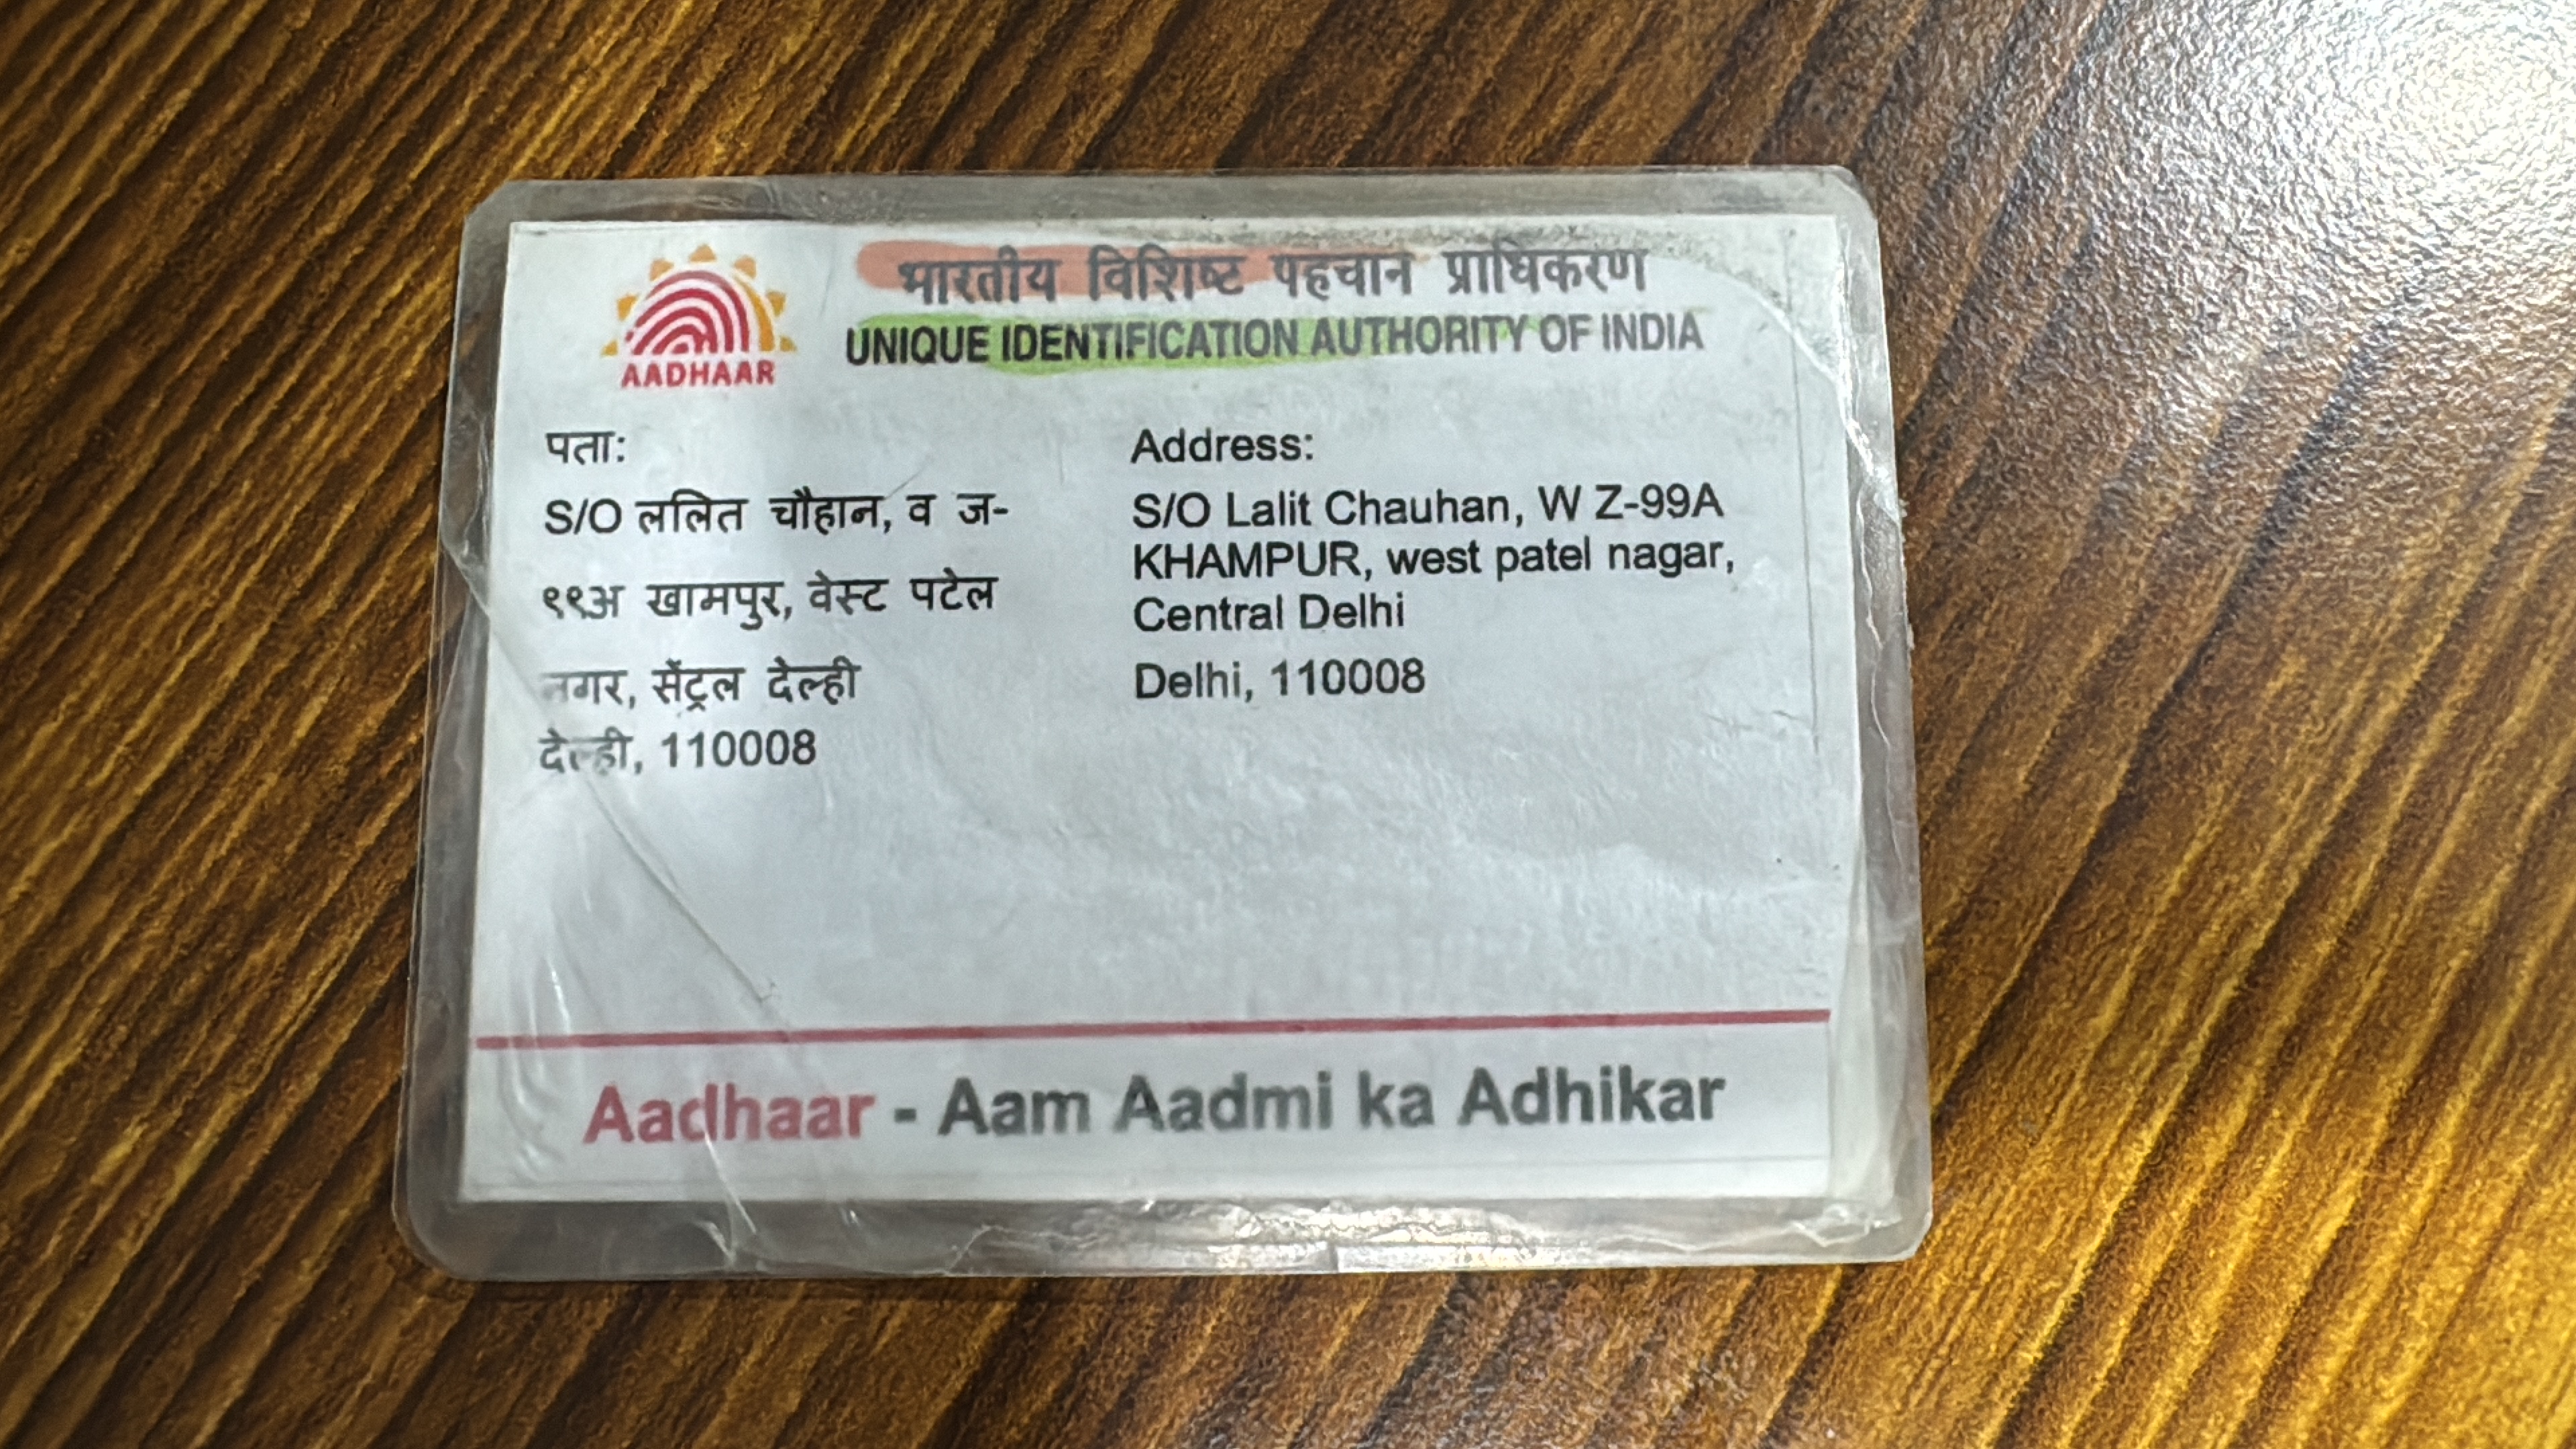 भारतीय विशिष्ट पहचान प्राधिकरण
UNIQUE IDENTIFICATION AUTHORITY OF INDIA
AADHAAR
पता:
S/O ललित चौहान, व ज-
९९अ खामपुर, वेस्ट पटेल
नगर, सेंट्रल देल्ही
देल्ही, 110008
Address:
S/O Lalit Chauhan, W Z-99A
KHAMPUR, west patel nagar,
Central Delhi
Delhi, 110008
Aadhaar - Aam Aadmi ka Adhikar